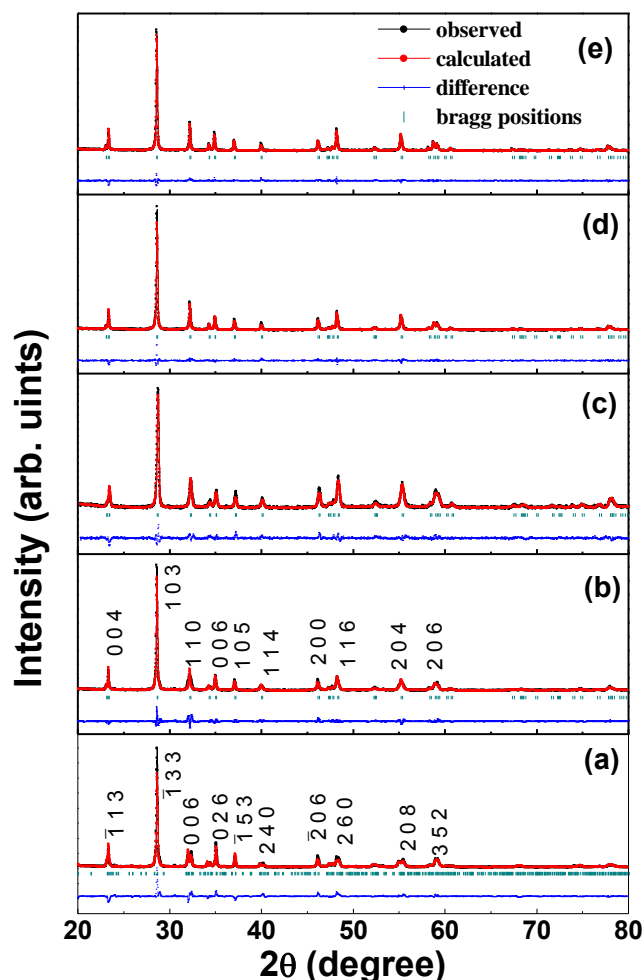 (e)
observed
calculated
difference
bragg positions
(d)
(c)
(b)
0 0 4
1 0 3
1 1 0
0 0 6
1 0 5
1 1 4
2 0 0
1 1 6
2 0 4
2 0 6
(a)
1̄ 1 3
1̄ 3 3
0 0 6
0 2 6
1̄ 5 3
2 4 0
2̄ 0 6
2 6 0
2 0 8
3 5 2
Intensity (arb. uints)
20 30 40 50 60 70 80
2θ (degree)